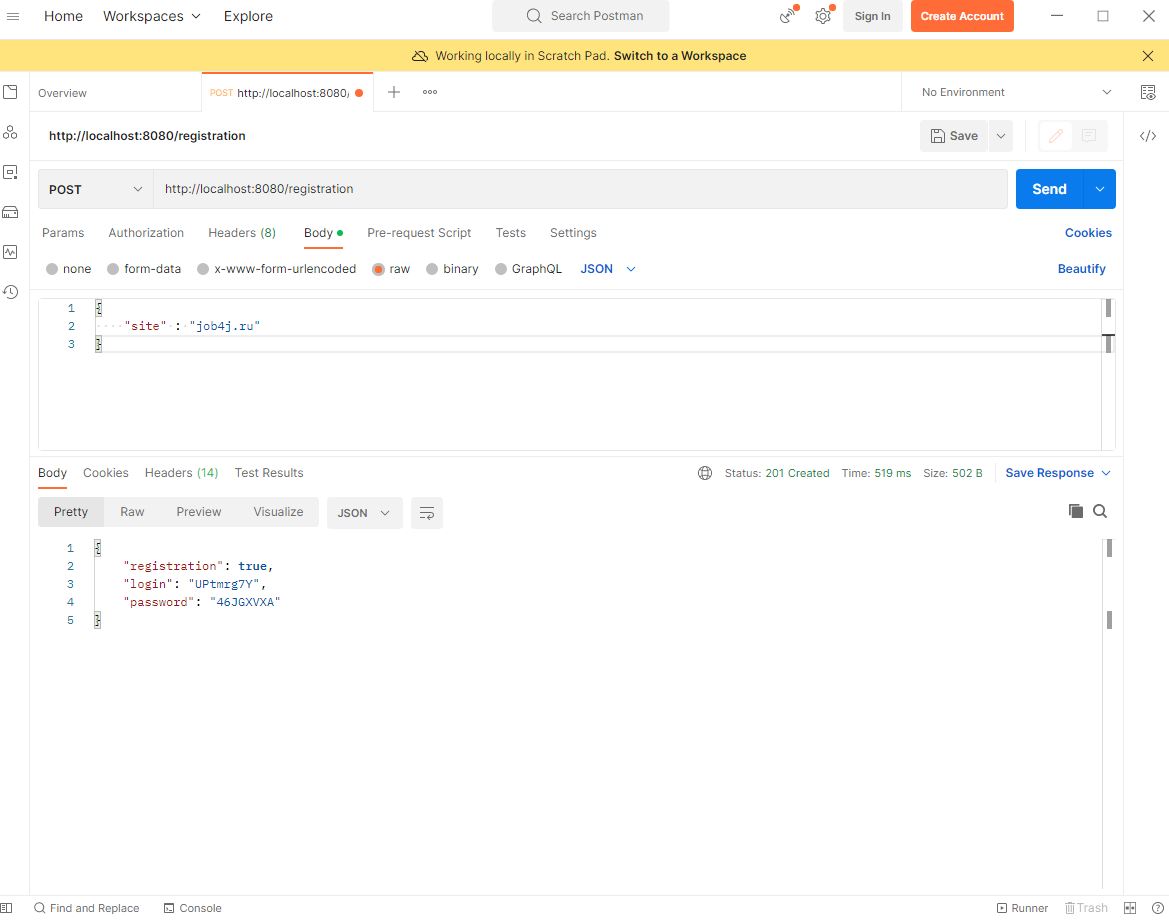 Home Workspaces Explore Search Postman Sign In Create Account
Working locally in Scratch Pad. Switch to a Workspace
Overview POST http://localhost:8080/ No Environment
http://localhost:8080/registration Save
POST http://localhost:8080/registration Send
Params Authorization Headers (8) Body Pre-request Script Tests Settings Cookies
none form-data x-www-form-urlencoded raw binary GraphQL JSON Beautify
1 {
2 ····"site"·:·"job4j.ru"
3 }
Body Cookies Headers (14) Test Results Status: 201 Created Time: 519 ms Size: 502 B Save Response
Pretty Raw Preview Visualize JSON
1 {
2 "registration": true,
3 "login": "UPtmrg7Y",
4 "password": "46JGXVXA"
5 }
Find and Replace Console Runner Trash